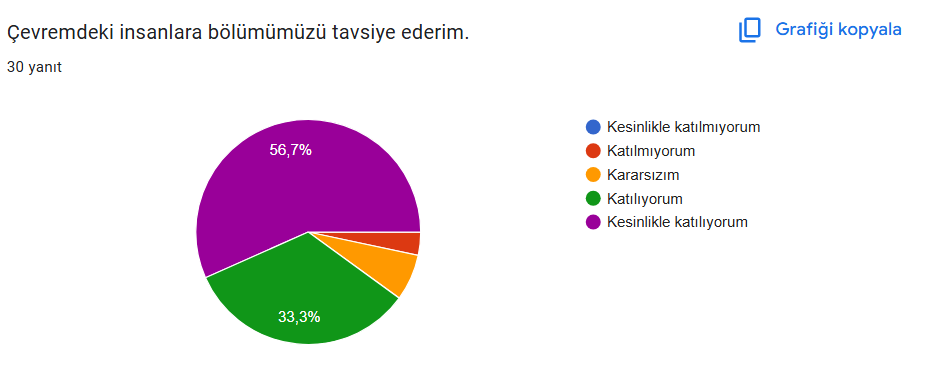 Çevremdeki insanlara bölümümüzü tavsiye ederim.
Grafiği kopyala
30 yanıt
56,7%
33,3%
Kesinlikle katılmıyorum
Katılmıyorum
Kararsızım
Katılıyorum
Kesinlikle katılıyorum